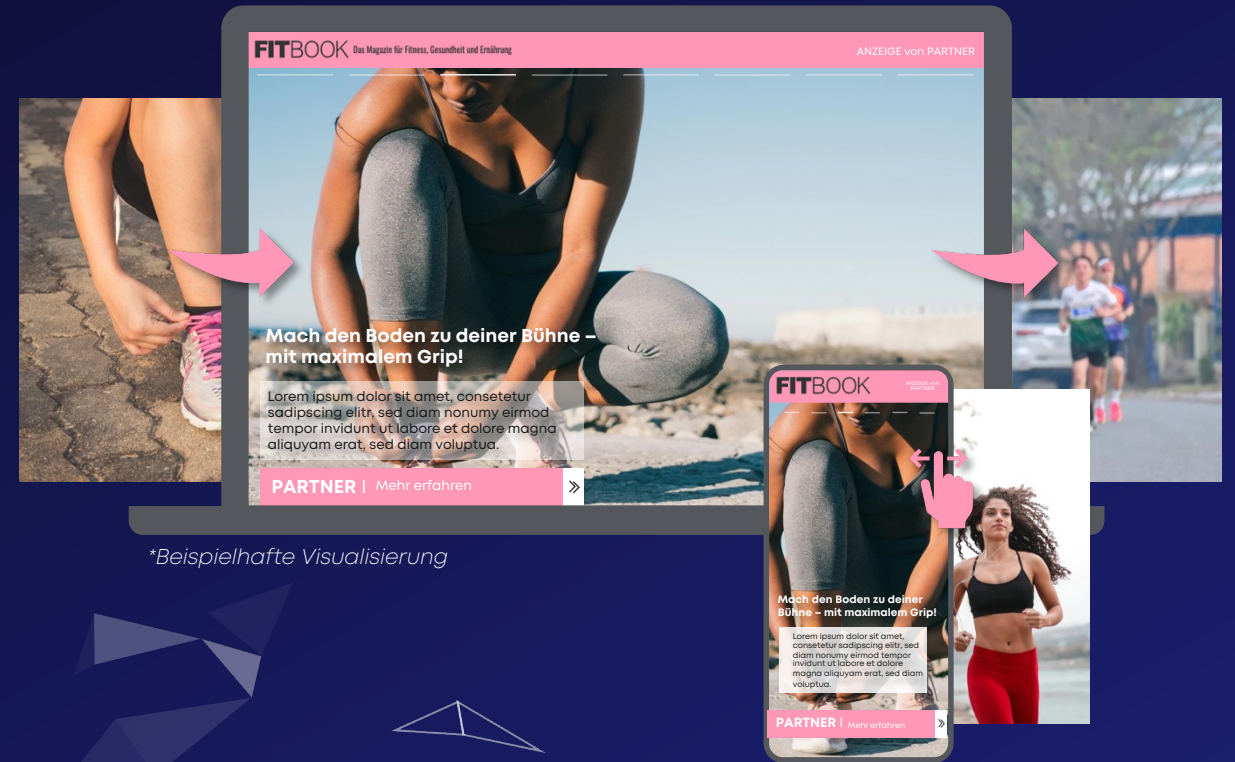 FITBOOK Das Magazin für Fitness, Gesundheit und Ernährung
ANZEIGE von PARTNER
Mach den Boden zu deiner Bühne –
mit maximalem Grip!
Lorem ipsum dolor sit amet, consetetur
sadipscing elitr, sed diam nonumy eirmod
tempor invidunt ut labore et dolore magna
aliquyam erat, sed diam voluptua.
PARTNER | Mehr erfahren
*Beispielhafte Visualisierung
FITBOOK
ANZEIGE von
PARTNER
Mach den Boden zu deiner
Bühne – mit maximalem Grip!
Lorem ipsum dolor sit amet,
consetetur sadipscing elitr, sed
diam nonumy eirmod tempor
invidunt ut labore et dolore
magna aliquyam erat, sed diam
voluptua.
PARTNER | Mehr erfahren